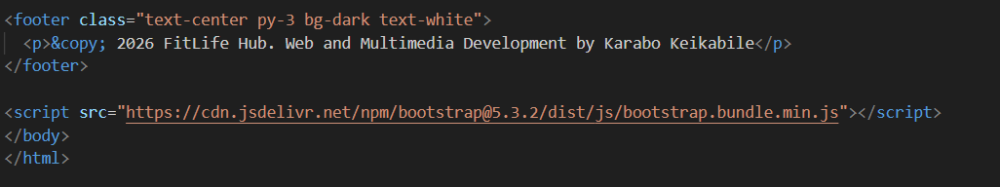 <footer class="text-center py-3 bg-dark text-white">
<p>&copy; 2026 FitLife Hub. Web and Multimedia Development by Karabo Keikabile</p>
</footer>
<script src="https://cdn.jsdelivr.net/npm/bootstrap@5.3.2/dist/js/bootstrap.bundle.min.js"></script>
</body>
</html>